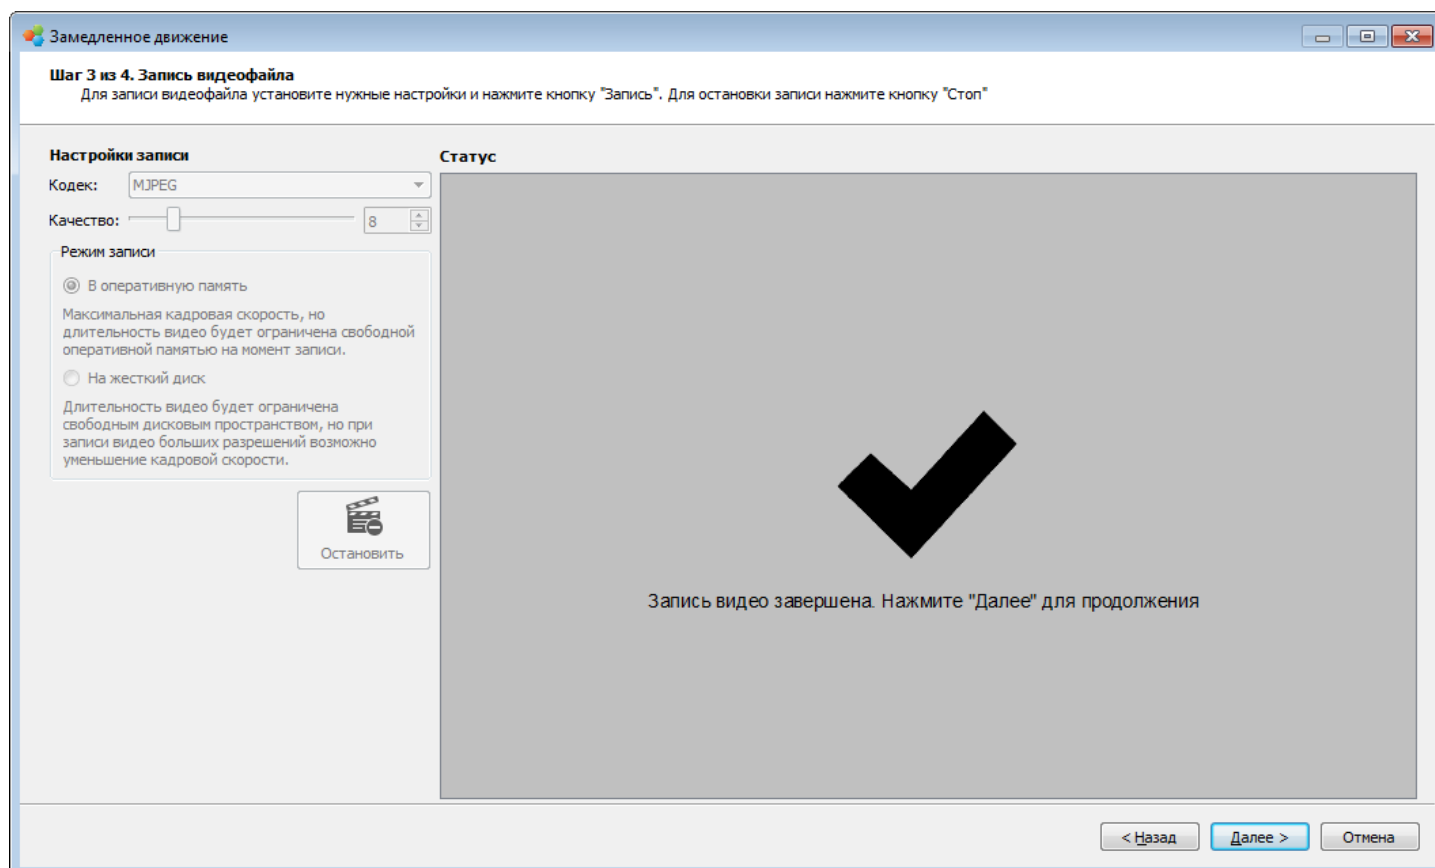 Замедленное движение
Шаг 3 из 4. Запись видеофайла
Для записи видеофайла установите нужные настройки и нажмите кнопку "Запись". Для остановки записи нажмите кнопку "Стоп"
Настройки записи
Кодек: MJPEG
Качество: 8
Режим записи
В оперативную память
Максимальная кадровая скорость, но
длительность видео будет ограничена свободной
оперативной памятью на момент записи.
На жесткий диск
Длительность видео будет ограничена
свободным дисковым пространством, но при
записи видео больших разрешений возможно
уменьшение кадровой скорости.
Остановить
Статус
Запись видео завершена. Нажмите "Далее" для продолжения
< Назад
Далее >
Отмена